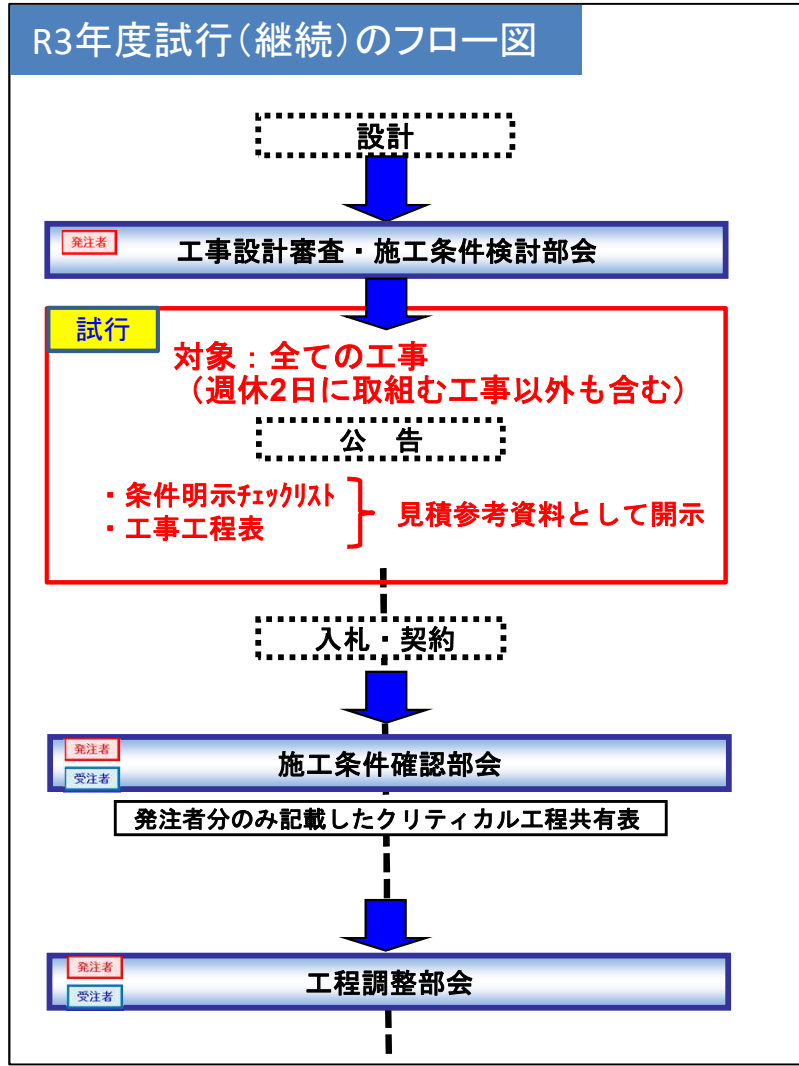 R3年度試行(継続)のフロー図
設計
発注者
工事設計審査・施工条件検討部会
試行
対象:全ての工事
(週休2日に取組む工事以外も含む)
公 告
・条件明示ﾁｪｯｸﾘｽﾄ
・工事工程表
見積参考資料として開示
入札・契約
発注者
受注者
施工条件確認部会
発注者分のみ記載したクリティカル工程共有表
発注者
受注者
工程調整部会